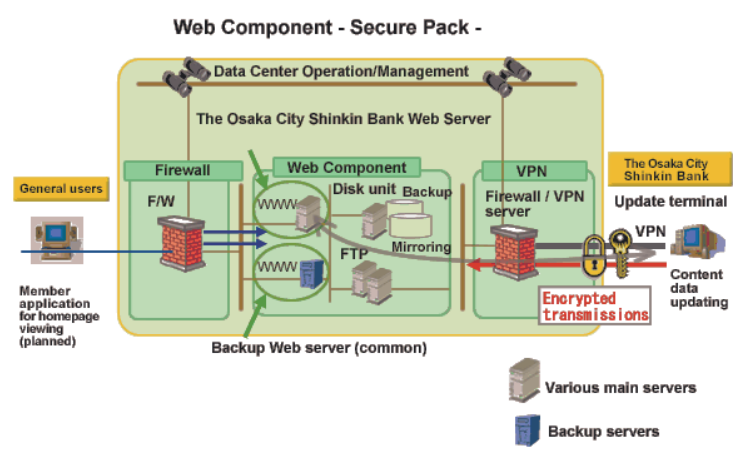 Web Component - Secure Pack -
Data Center Operation/Management
The Osaka City Shinkin Bank Web Server
Firewall
Web Component
VPN
The Osaka City
Shinkin Bank
General users
F/W
Disk unit
Backup
Firewall / VPN
server
Update terminal
VPN
Mirroring
FTP
Member
application
for homepage
viewing
(planned)
Encrypted
transmissions
Content
data
updating
Backup Web server (common)
Various main servers
Backup servers